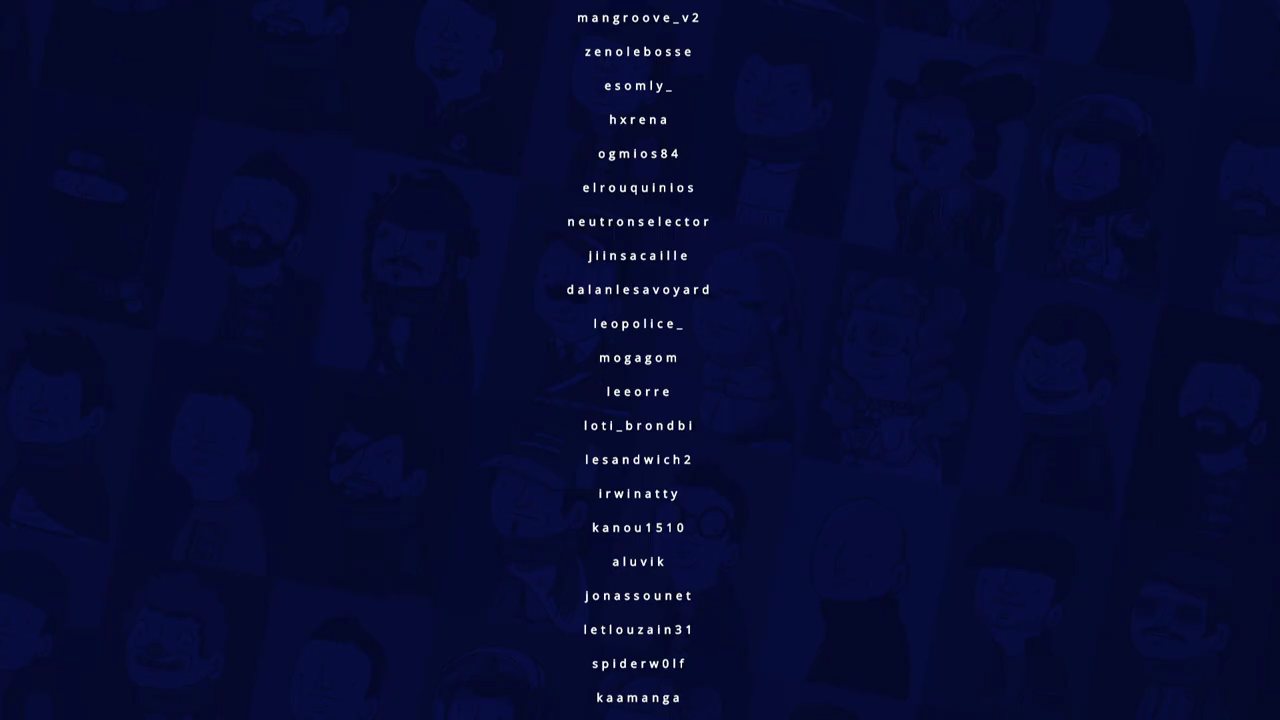 mangroove_v2
zenolebosse
esomly_
hxrena
ogmios84
elrouquinios
neutronselector
jiinsacaille
dalanlesavoyard
leopolice_
mogagom
leeorre
loti_brondbi
lesandwich2
irwinatty
kanou1510
aluvik
jonassounet
letlouzain31
spiderw0lf
kaamanga